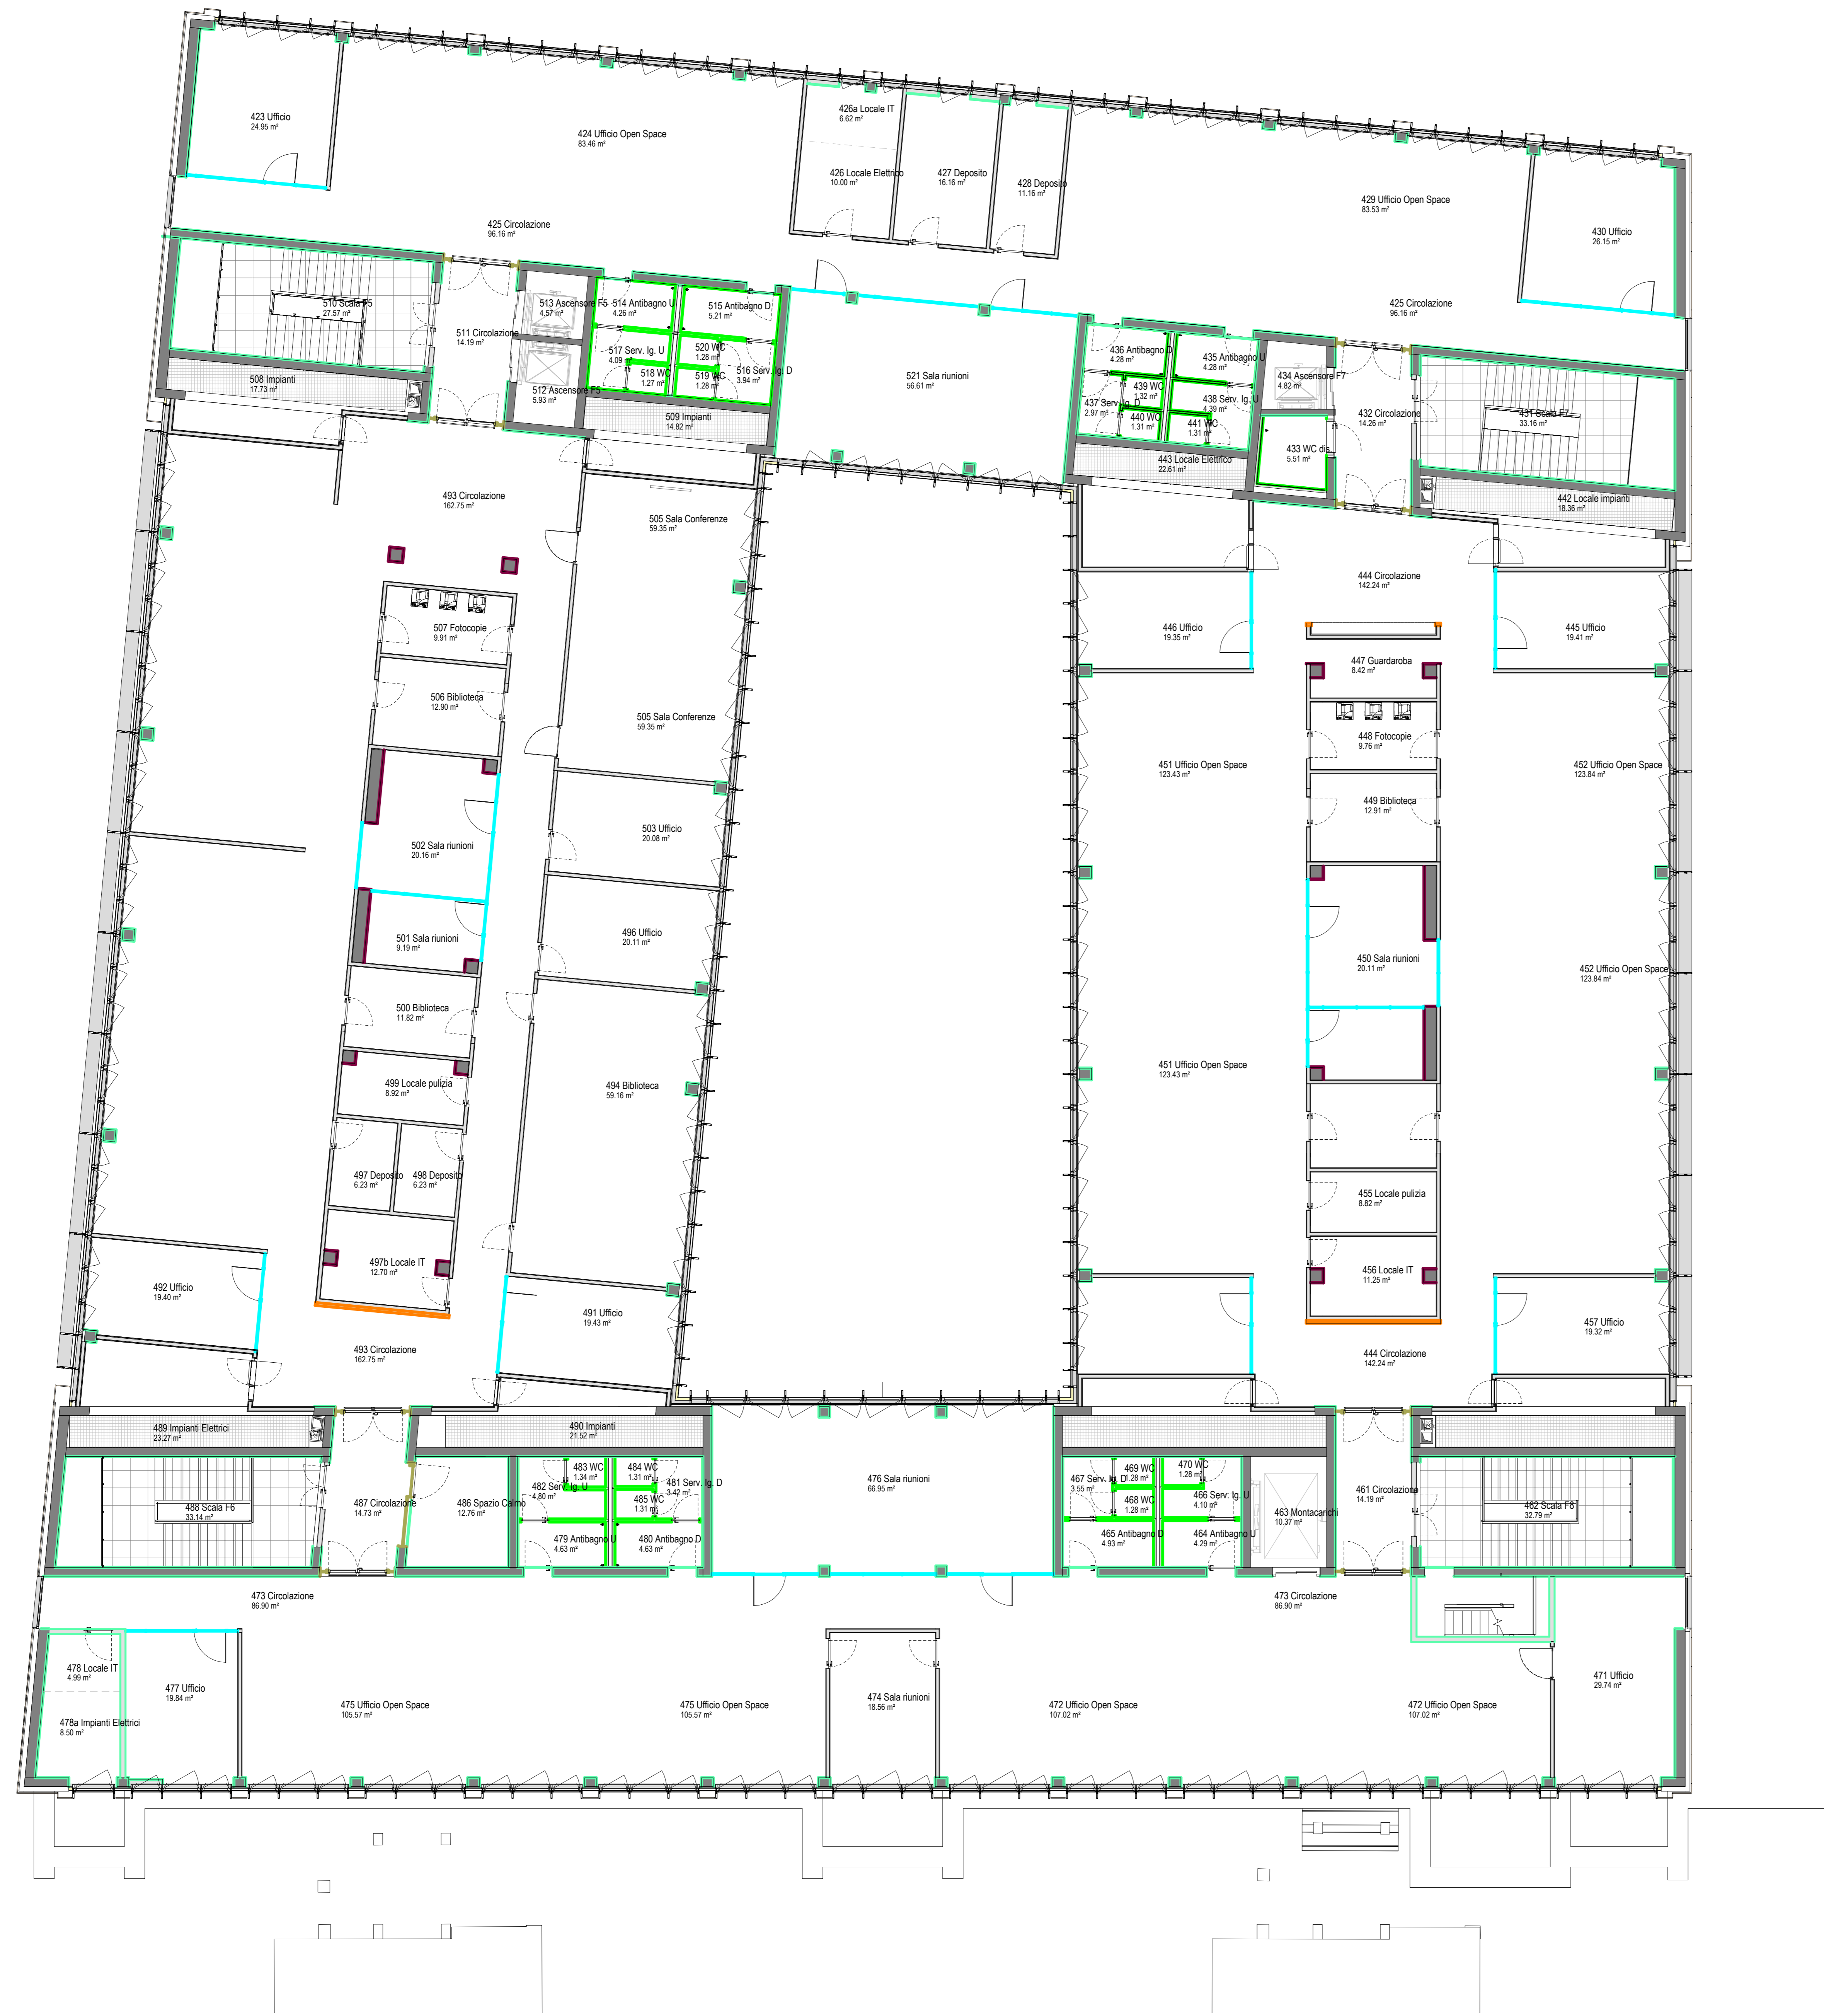 423 Ufficio
24.95 m²
424 Ufficio Open Space
83.46 m²
426a Locale IT
6.62 m²
426 Locale Elettrico
10.00 m²
427 Deposito
16.16 m²
428 Deposito
11.16 m²
429 Ufficio Open Space
83.53 m²
430 Ufficio
26.15 m²
425 Circolazione
96.16 m²
425 Circolazione
96.16 m²
510 Scala F5
27.57 m²
511 Circolazione
14.19 m²
513 Ascensore F5
4.57 m²
514 Antibagno U
4.26 m²
515 Antibagno D
5.21 m²
517 Serv. Ig. U
4.09 m²
520 WC
1.28 m²
518 WC
1.27 m²
519 WC
1.28 m²
516 Serv. Ig. D
3.94 m²
512 Ascensore F5
5.93 m²
508 Impianti
17.73 m²
509 Impianti
14.82 m²
521 Sala riunioni
56.61 m²
436 Antibagno D
4.28 m²
435 Antibagno U
4.28 m²
434 Ascensore F7
4.82 m²
439 WC
1.32 m²
437 Serv. Ig. D
2.97 m²
438 Serv. Ig. U
4.39 m²
440 WC
1.31 m²
441 WC
1.31 m²
432 Circolazione
14.26 m²
431 Scala F7
33.16 m²
433 WC dis.
5.51 m²
443 Locale Elettrico
22.61 m²
442 Locale impianti
18.36 m²
493 Circolazione
162.75 m²
505 Sala Conferenze
59.35 m²
444 Circolazione
142.24 m²
507 Fotocopie
9.91 m²
446 Ufficio
19.35 m²
445 Ufficio
19.41 m²
447 Guardaroba
8.42 m²
506 Biblioteca
12.90 m²
505 Sala Conferenze
59.35 m²
448 Fotocopie
9.76 m²
451 Ufficio Open Space
123.43 m²
452 Ufficio Open Space
123.84 m²
449 Biblioteca
12.91 m²
503 Ufficio
20.08 m²
502 Sala riunioni
20.16 m²
496 Ufficio
20.11 m²
501 Sala riunioni
9.19 m²
450 Sala riunioni
20.11 m²
452 Ufficio Open Space
123.84 m²
500 Biblioteca
11.82 m²
451 Ufficio Open Space
123.43 m²
499 Locale pulizia
8.92 m²
494 Biblioteca
59.16 m²
497 Deposito
6.23 m²
498 Deposito
6.23 m²
455 Locale pulizia
8.82 m²
497b Locale IT
12.70 m²
456 Locale IT
11.25 m²
492 Ufficio
19.40 m²
491 Ufficio
19.43 m²
457 Ufficio
19.32 m²
493 Circolazione
162.75 m²
444 Circolazione
142.24 m²
489 Impianti Elettrici
23.27 m²
490 Impianti
21.52 m²
483 WC
1.34 m²
484 WC
1.31 m²
482 Serv. Ig. U
4.80 m²
485 WC
1.31 m²
481 Serv. Ig. D
3.42 m²
476 Sala riunioni
66.95 m²
469 WC
1.28 m²
470 WC
1.28 m²
467 Serv. Ig. D
3.55 m²
468 WC
1.28 m²
466 Serv. Ig. U
4.10 m²
461 Circolazione
14.19 m²
463 Montacarichi
10.37 m²
462 Scala F8
32.79 m²
488 Scala F6
33.14 m²
487 Circolazione
14.73 m²
486 Spazio Calmo
12.76 m²
479 Antibagno U
4.63 m²
480 Antibagno D
4.63 m²
465 Antibagno D
4.93 m²
464 Antibagno U
4.29 m²
473 Circolazione
86.90 m²
473 Circolazione
86.90 m²
478 Locale IT
4.99 m²
477 Ufficio
19.84 m²
478a Impianti Elettrici
8.50 m²
475 Ufficio Open Space
105.57 m²
475 Ufficio Open Space
105.57 m²
474 Sala riunioni
18.56 m²
472 Ufficio Open Space
107.02 m²
472 Ufficio Open Space
107.02 m²
471 Ufficio
29.74 m²